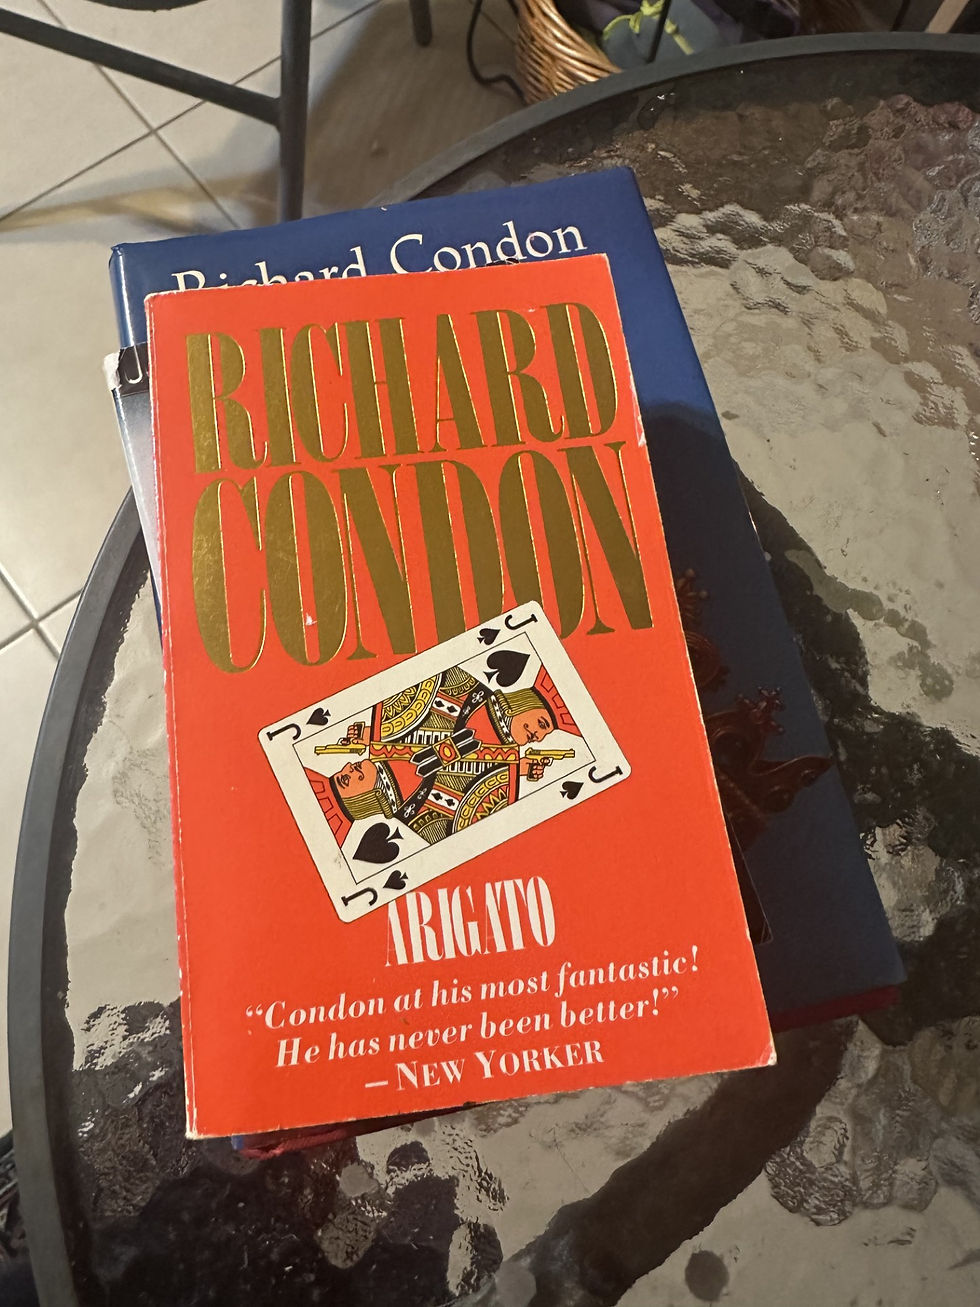 Richard Condon
RICHARD
CONDON
J
J
J
J
ARIGATO
“Condon at his most fantastic!
He has never been better!”
– NEW YORKER